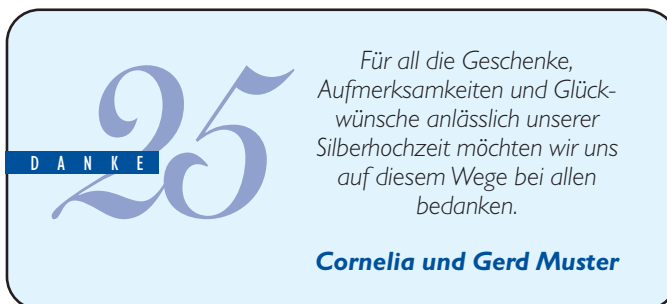 25
DANKE
Für all die Geschenke,
Aufmerksamkeiten und Glück-
wünsche anlässlich unserer
Silberhochzeit möchten wir uns
auf diesem Wege bei allen
bedanken.
Cornelia und Gerd Muster